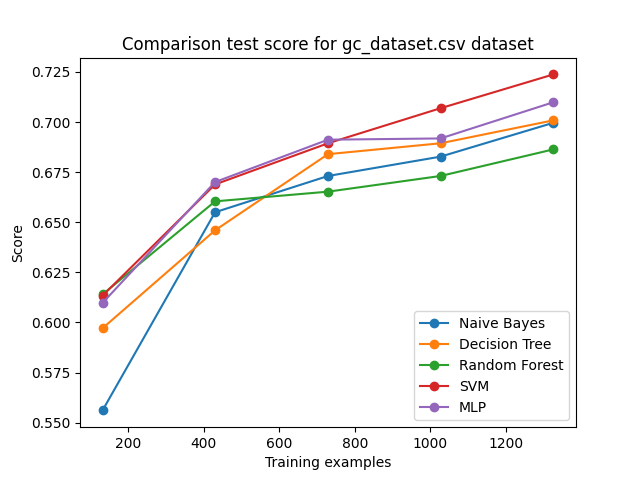 Comparison test score for gc_dataset.csv dataset
0.725
0.700
0.675
0.650
0.625
0.600
0.575
0.550
Score
200
400
600
800
1000
1200
Training examples
Naive Bayes
Decision Tree
Random Forest
SVM
MLP